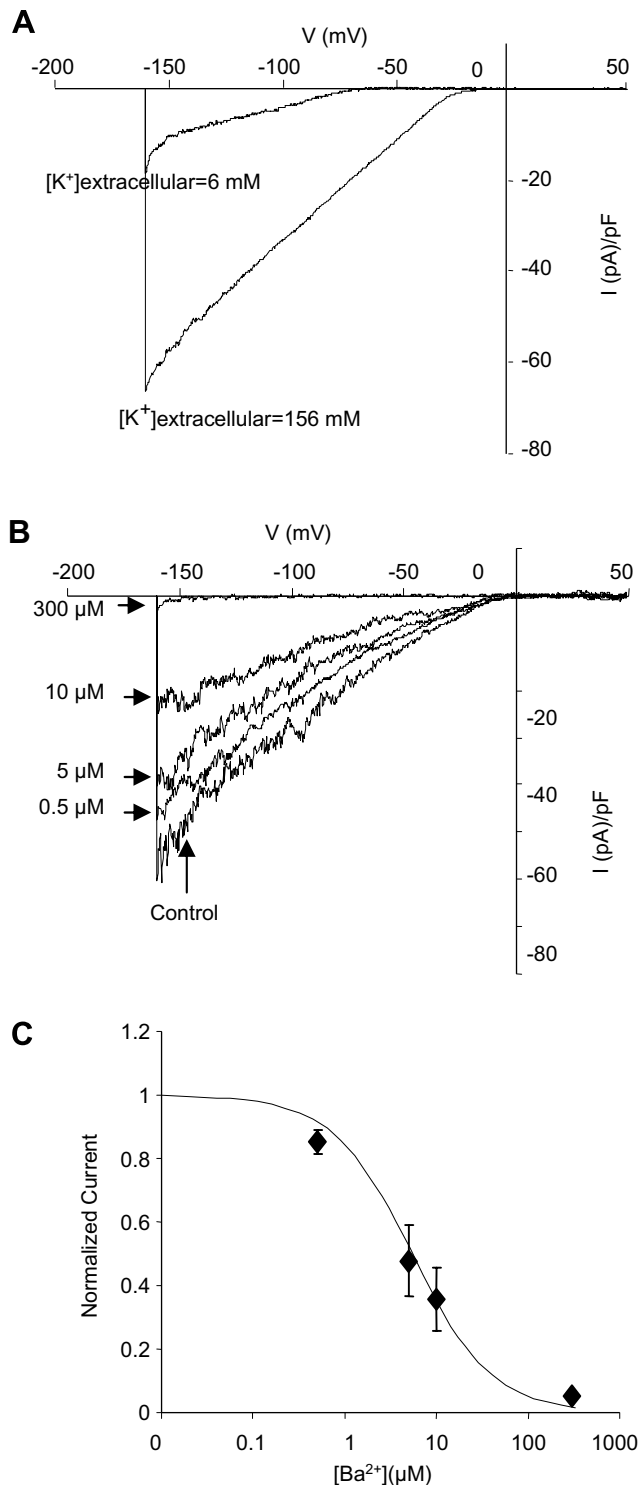 A
V (mV)
-200 -150 -100 -50 0 50
[K+]extracellular=6 mM
-20
-40
-60
-80
I (pA)/pF
[K+]extracellular=156 mM
B
V (mV)
-200 -150 -100 -50 0 50
300 µM
10 µM
5 µM
0.5 µM
Control
-20
-40
-60
-80
I (pA)/pF
C
1.2
1
0.8
0.6
0.4
0.2
0
Normalized Current
0 0.1 1 10 100 1000
[Ba²⁺](µM)